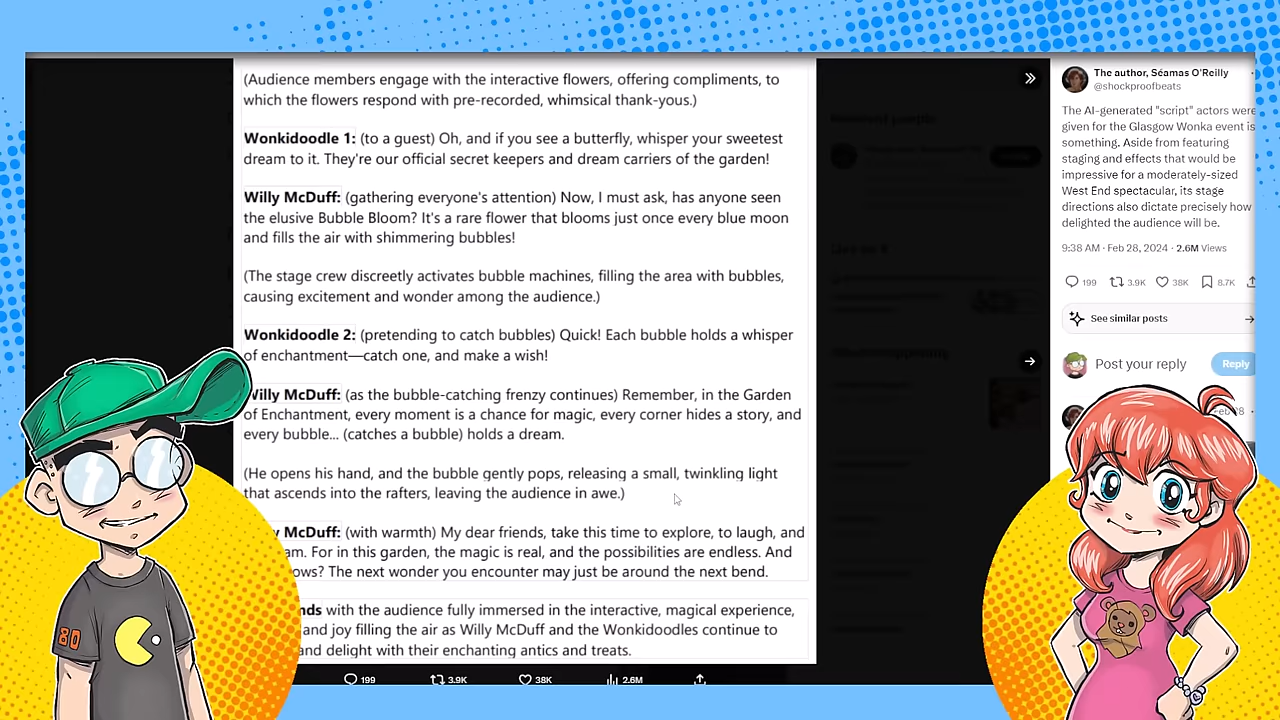 (Audience members engage with the interactive flowers, offering compliments, to
which the flowers respond with pre-recorded, whimsical thank-yous.)
Wonkidoodle 1: (to a guest) Oh, and if you see a butterfly, whisper your sweetest
dream to it. They're our official secret keepers and dream carriers of the garden!
Willy McDuff: (gathering everyone's attention) Now, I must ask, has anyone seen
the elusive Bubble Bloom? It's a rare flower that blooms just once every blue moon
and fills the air with shimmering bubbles!
(The stage crew discreetly activates bubble machines, filling the area with bubbles,
causing excitement and wonder among the audience.)
Wonkidoodle 2: (pretending to catch bubbles) Quick! Each bubble holds a whisper
of enchantment—catch one, and make a wish!
Willy McDuff: (as the bubble-catching frenzy continues) Remember, in the Garden
of Enchantment, every moment is a chance for magic, every corner hides a story, and
every bubble... (catches a bubble) holds a dream.
(He opens his hand, and the bubble gently pops, releasing a small, twinkling light
that ascends into the rafters, leaving the audience in awe.)
McDuff: (with warmth) My dear friends, take this time to explore, to laugh, and
am. For in this garden, the magic is real, and the possibilities are endless. And
ows? The next wonder you encounter may just be around the next bend.
nds with the audience fully immersed in the interactive, magical experience,
and joy filling the air as Willy McDuff and the Wonkidoodles continue to
and delight with their enchanting antics and treats.
199 3.9K 38K 2.6M
The author, Séamas O'Reilly
@shockproofbeats
The AI-generated "script" actors were
given for the Glasgow Wonka event is
something. Aside from featuring
staging and effects that would be
impressive for a moderately-sized
West End spectacular, its stage
directions also dictate precisely how
delighted the audience will be.
9:38 AM · Feb 28, 2024 · 2.6M Views
199 3.9K 38K 8.7K
See similar posts
Post your reply
Reply
Feb 28
80